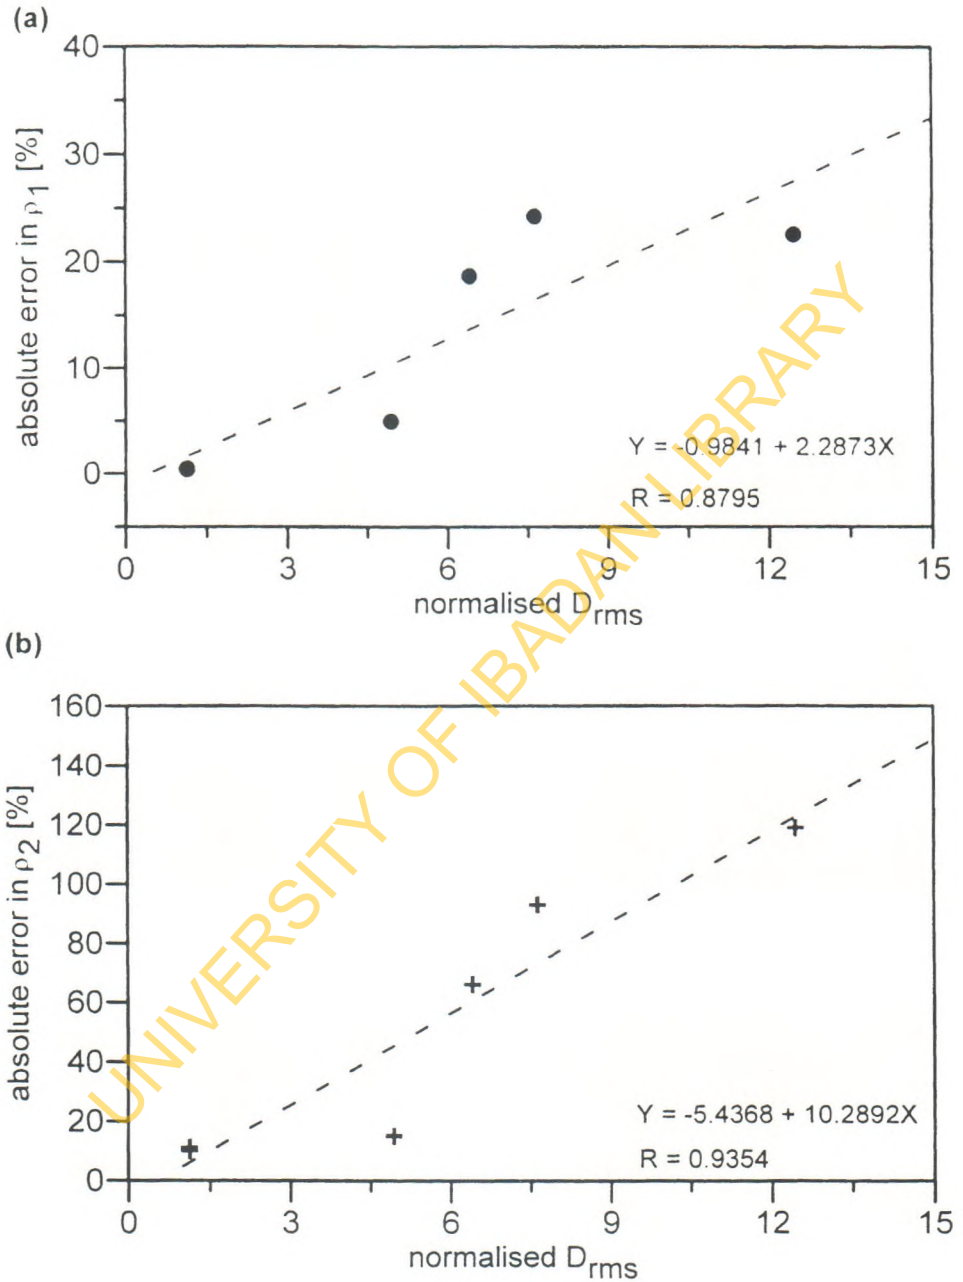 (a)
40
30
20
10
0
absolute error in ρ1 [%]
Y = -0.9841 + 2.2873X
R = 0.8795
0 3 6 9 12 15
normalised Drms
(b)
160
140
120
100
80
60
40
20
0
absolute error in ρ2 [%]
Y = -5.4368 + 10.2892X
R = 0.9354
0 3 6 9 12 15
normalised Drms
UNIVERSITY OF IBADAN LIBRARY